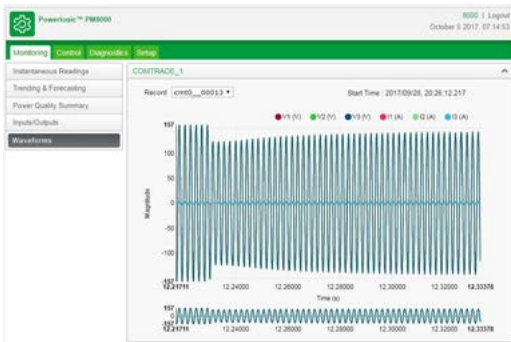 Powerlogic™ PM8000
8000 | Logout
October 5 2017, 07:14:53
Monitoring Control Diagnostics Setup
Instantaneous Readings
Trending & Forecasting
Power Quality Summary
Inputs/Outputs
Waveforms
COMTRADE_1
Record cmt0__00013
Start Time : 2017/09/28, 20:26:12.217
V1 (V) V2 (V) V3 (V) I1 (A) I2 (A) I3 (A)
157
100
50
0
-50
-100
-157
Magnitude
12.21711 12.24000 12.26000 12.28000 12.30000 12.32000 12.33378
Time (s)
157
0
-157
12.21711 12.24000 12.26000 12.28000 12.30000 12.32000 12.33378